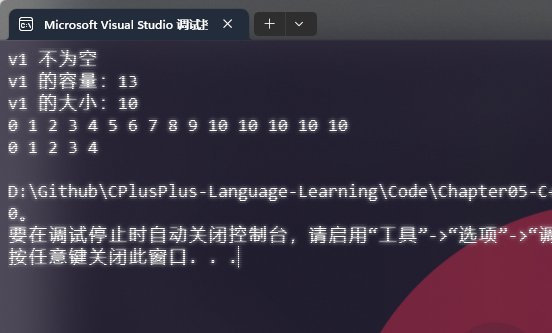 Microsoft Visual Studio 调试
v1 不为空
v1 的容量: 13
v1 的大小: 10
0 1 2 3 4 5 6 7 8 9 10 10 10 10 10
0 1 2 3 4
D:\Github\CPlusPlus-Language-Learning\Code\Chapter05-C
0。
要在调试停止时自动关闭控制台，请启用“工具”->“选项”->“调
按任意键关闭此窗口. . .